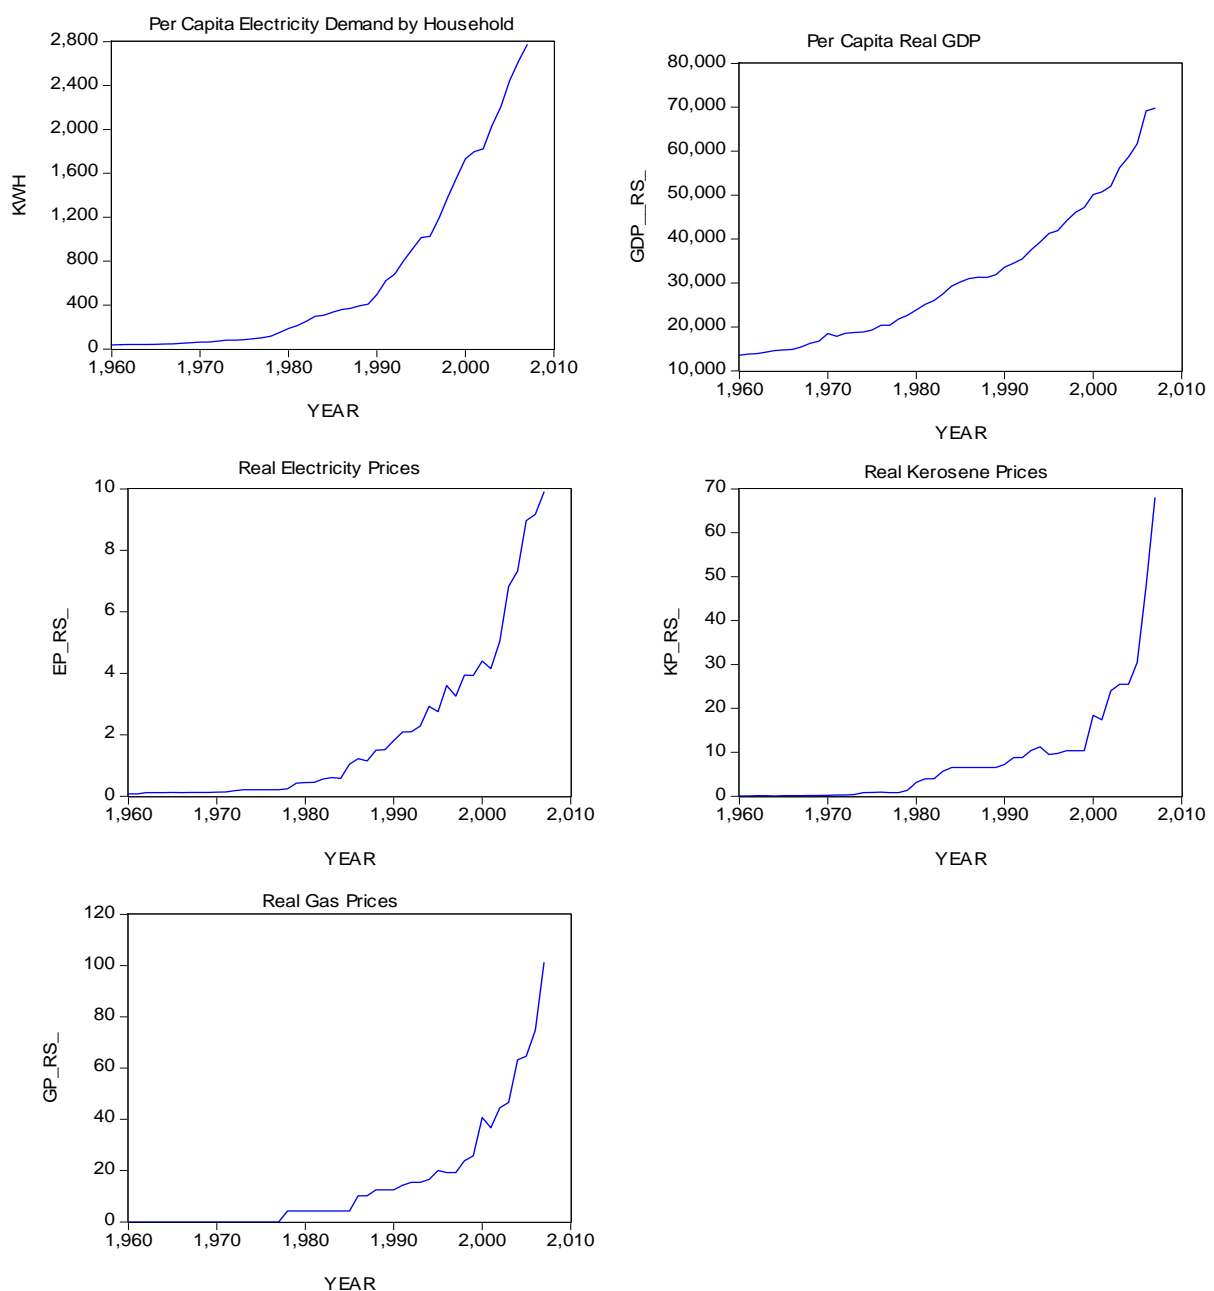 Per Capita Electricity Demand by Household
2,800
2,400
2,000
1,600
1,200
800
400
0
KWH
1,960 1,970 1,980 1,990 2,000 2,010
YEAR
Per Capita Real GDP
80,000
70,000
60,000
50,000
40,000
30,000
20,000
10,000
GDP__RS_
1,960 1,970 1,980 1,990 2,000 2,010
YEAR
Real Electricity Prices
10
8
6
4
2
0
EP_RS_
1,960 1,970 1,980 1,990 2,000 2,010
YEAR
Real Kerosene Prices
70
60
50
40
30
20
10
0
KP_RS_
1,960 1,970 1,980 1,990 2,000 2,010
YEAR
Real Gas Prices
120
100
80
60
40
20
0
GP_RS_
1,960 1,970 1,980 1,990 2,000 2,010
YEAR